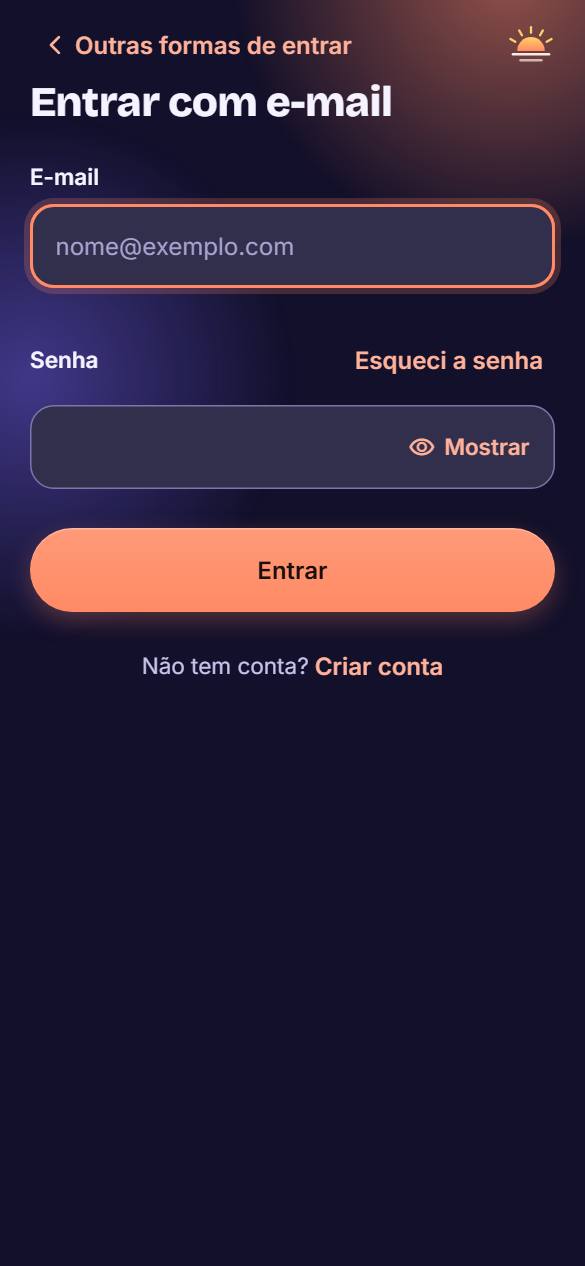 Outras formas de entrar
Entrar com e-mail
E-mail
nome@exemplo.com
Senha
Esqueci a senha
Mostrar
Entrar
Não tem conta? Criar conta